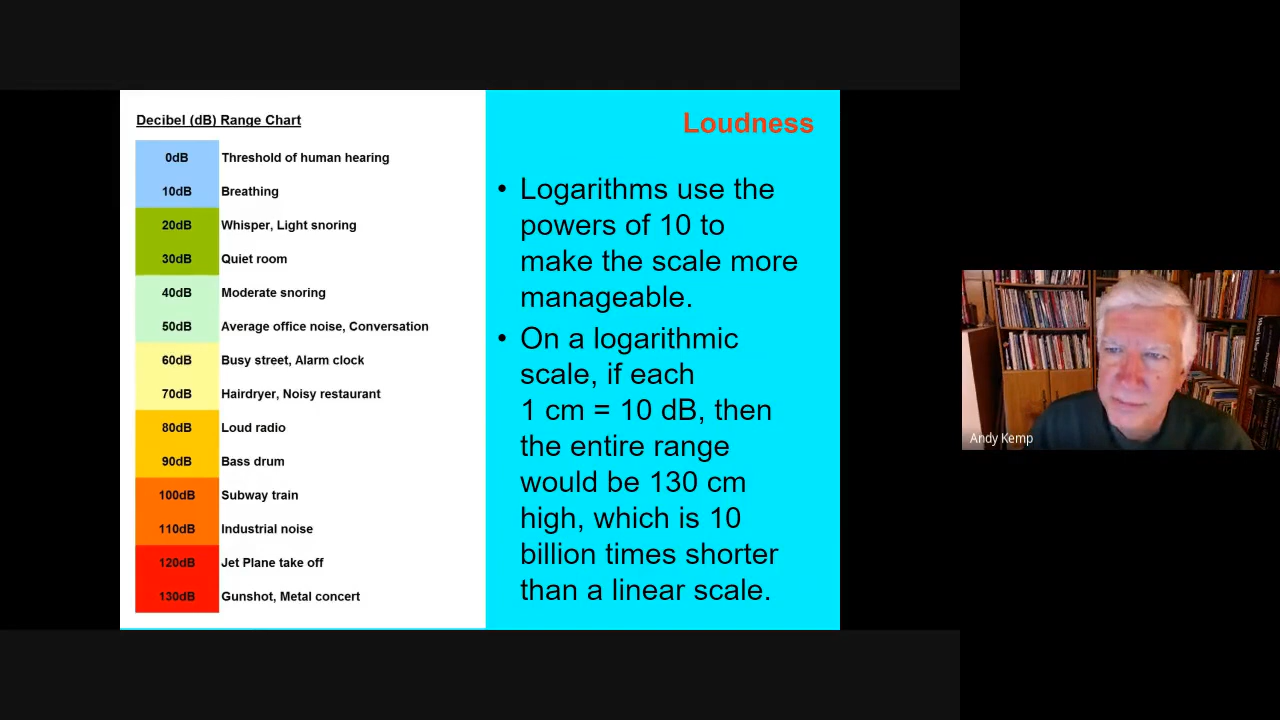 Decibel (dB) Range Chart
0dB Threshold of human hearing
10dB Breathing
20dB Whisper, Light snoring
30dB Quiet room
40dB Moderate snoring
50dB Average office noise, Conversation
60dB Busy street, Alarm clock
70dB Hairdryer, Noisy restaurant
80dB Loud radio
90dB Bass drum
100dB Subway train
110dB Industrial noise
120dB Jet Plane take off
130dB Gunshot, Metal concert
Loudness
• Logarithms use the
powers of 10 to
make the scale more
manageable.
• On a logarithmic
scale, if each
1 cm = 10 dB, then
the entire range
would be 130 cm
high, which is 10
billion times shorter
than a linear scale.
Andy Kemp